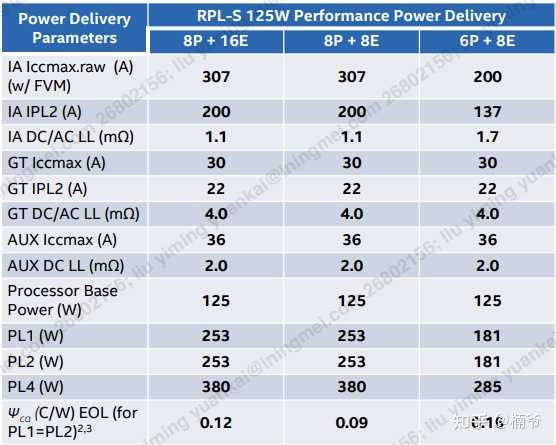 Power Delivery Parameters
RPL-S 125W Performance Power Delivery
8P + 16E 8P + 8E 6P + 8E
IA Iccmax.raw (A) (w/ FVM) 307 307 200
IA IPL2 (A) 200 200 137
IA DC/AC LL (mΩ) 1.1 1.1 1.7
GT Iccmax (A) 30 30 30
GT IPL2 (A) 22 22 22
GT DC/AC LL (mΩ) 4.0 4.0 4.0
AUX Iccmax (A) 36 36 36
AUX DC LL (mΩ) 2.0 2.0 2.0
Processor Base Power (W) 125 125 125
PL1 (W) 253 253 181
PL2 (W) 253 253 181
PL4 (W) 380 380 285
Ψca (C/W) EOL (for PL1=PL2)2,3 0.12 0.09 0.16
知乎 @楠爷
liu yiming yuankai@iningmei.com 26802156;